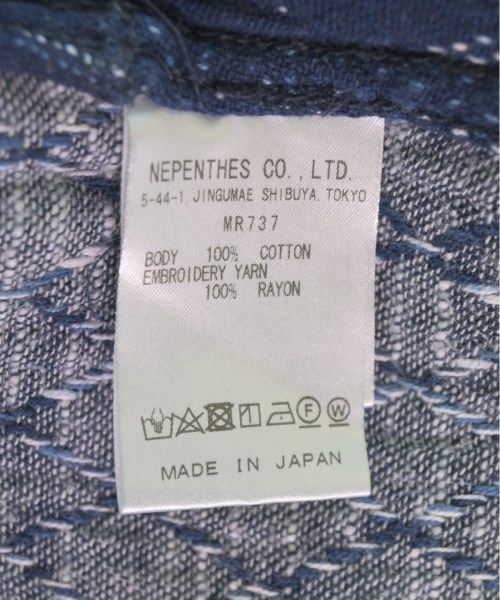 NEPENTHES CO., LTD.
5-44-1, JINGUMAE SHIBUYA, TOKYO
MR737
BODY 100% COTTON
EMBROIDERY YARN
100% RAYON
F W
MADE IN JAPAN